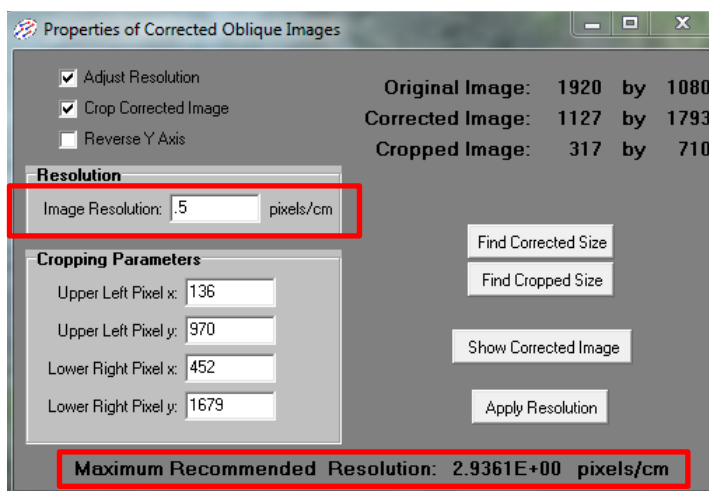 Properties of Corrected Oblique Images
Adjust Resolution
Crop Corrected Image
Reverse Y Axis
Original Image: 1920 by 1080
Corrected Image: 1127 by 1793
Cropped Image: 317 by 710
Resolution
Image Resolution: .5 pixels/cm
Cropping Parameters
Upper Left Pixel x: 136
Upper Left Pixel y: 970
Lower Right Pixel x: 452
Lower Right Pixel y: 1679
Find Corrected Size
Find Cropped Size
Show Corrected Image
Apply Resolution
Maximum Recommended Resolution: 2.9361E+00 pixels/cm